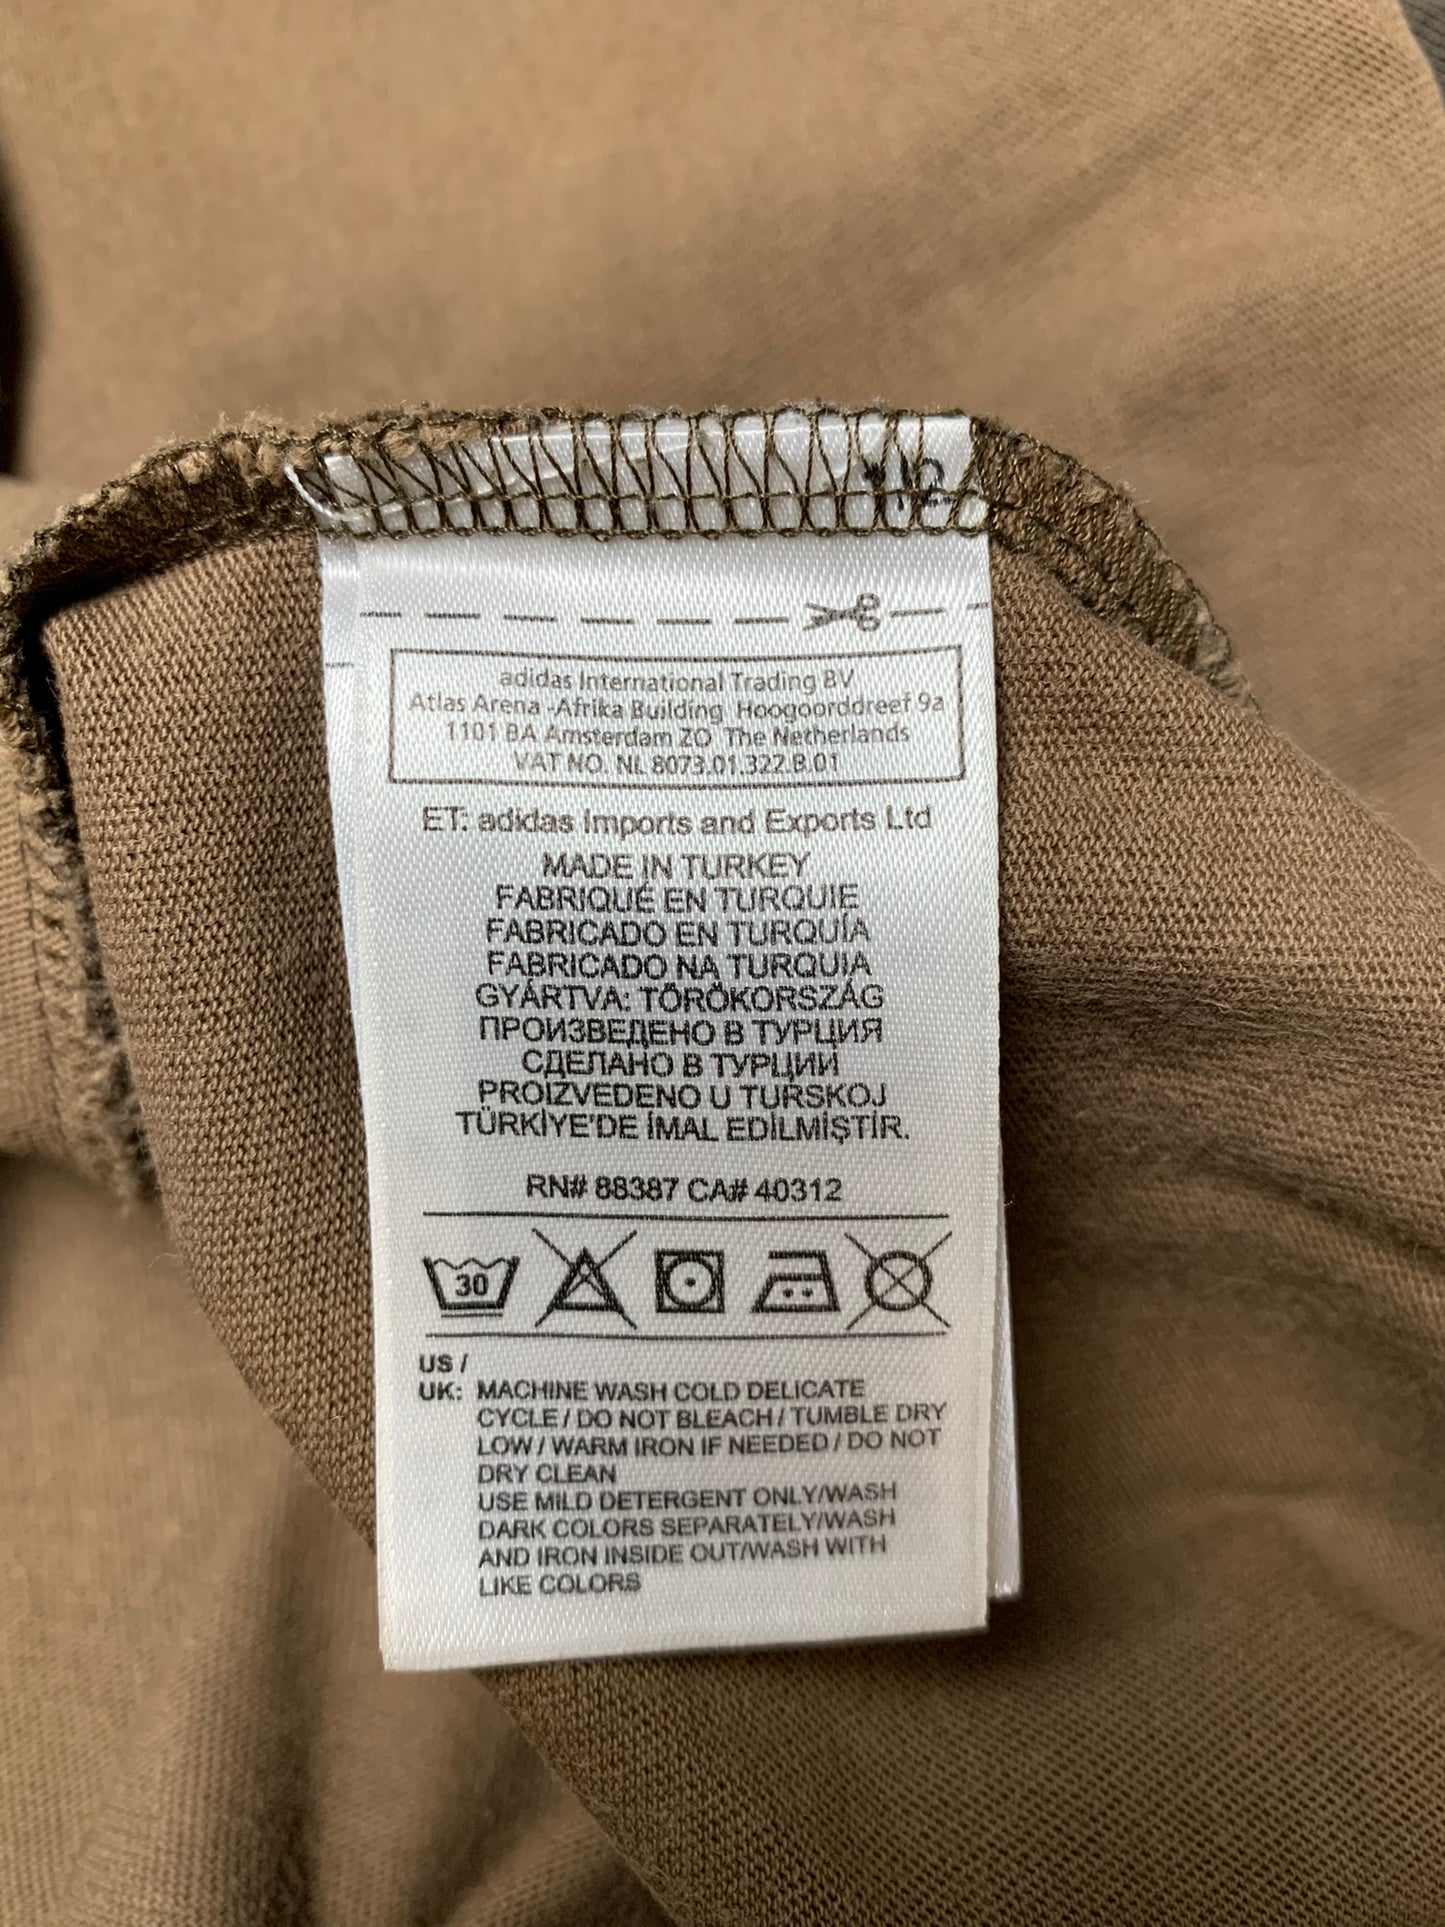 adidas International Trading BV
Atlas Arena -Afrika Building Hoogoorddreef 9a
1101 BA Amsterdam ZO The Netherlands
VAT NO. NL 8073.01.322.B.01
ET: adidas Imports and Exports Ltd
MADE IN TURKEY
FABRIQUÉ EN TURQUIE
FABRICADO EN TURQUÍA
FABRICADO NA TURQUIA
GYÁRTVA: TÖRÖKORSZÁG
ПРОИЗВЕДЕНО В ТУРЦИЯ
СДЕЛАНО В ТУРЦИИ
PROIZVEDENO U TURSKOJ
TÜRKİYE'DE İMAL EDİLMİŞTİR.
RN# 88387 CA# 40312
30
US /
UK: MACHINE WASH COLD DELICATE
CYCLE / DO NOT BLEACH / TUMBLE DRY
LOW / WARM IRON IF NEEDED / DO NOT
DRY CLEAN
USE MILD DETERGENT ONLY/WASH
DARK COLORS SEPARATELY/WASH
AND IRON INSIDE OUT/WASH WITH
LIKE COLORS